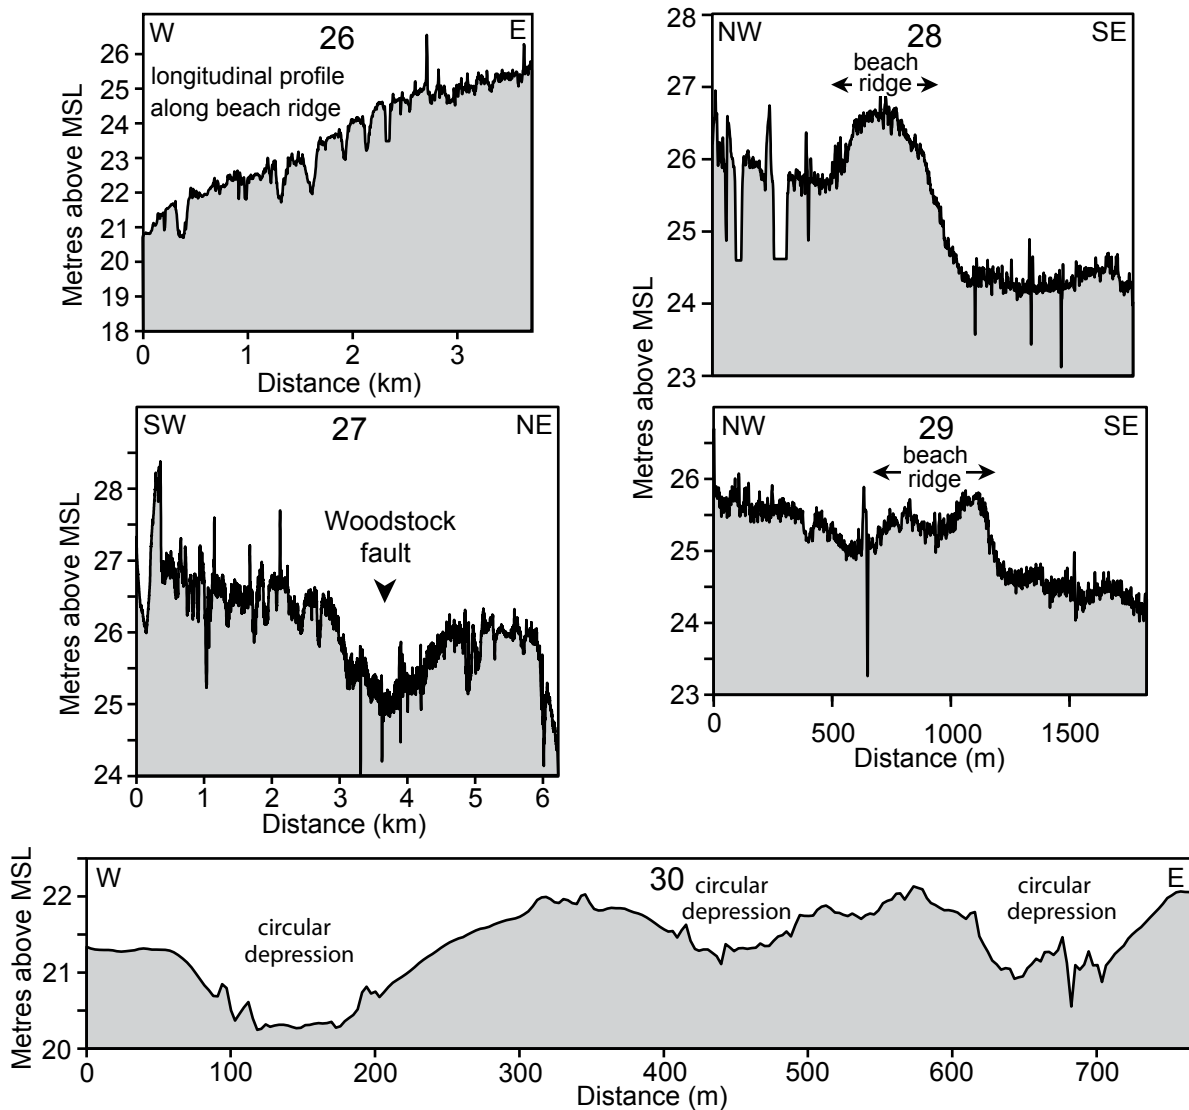 W 26 E
longitudinal profile
along beach ridge
Metres above MSL
26
25
24
23
22
21
20
19
18
0 1 2 3
Distance (km)
NW 28 SE
beach
ridge
Metres above MSL
28
27
26
25
24
23
SW 27 NE
Woodstock
fault
Metres above MSL
28
27
26
25
24
0 1 2 3 4 5 6
Distance (km)
NW 29 SE
beach
ridge
26
25
24
23
0 500 1000 1500
Distance (m)
W 30 E
circular
depression
circular
depression
circular
depression
Metres above MSL
22
21
20
0 100 200 300 400 500 600 700
Distance (m)